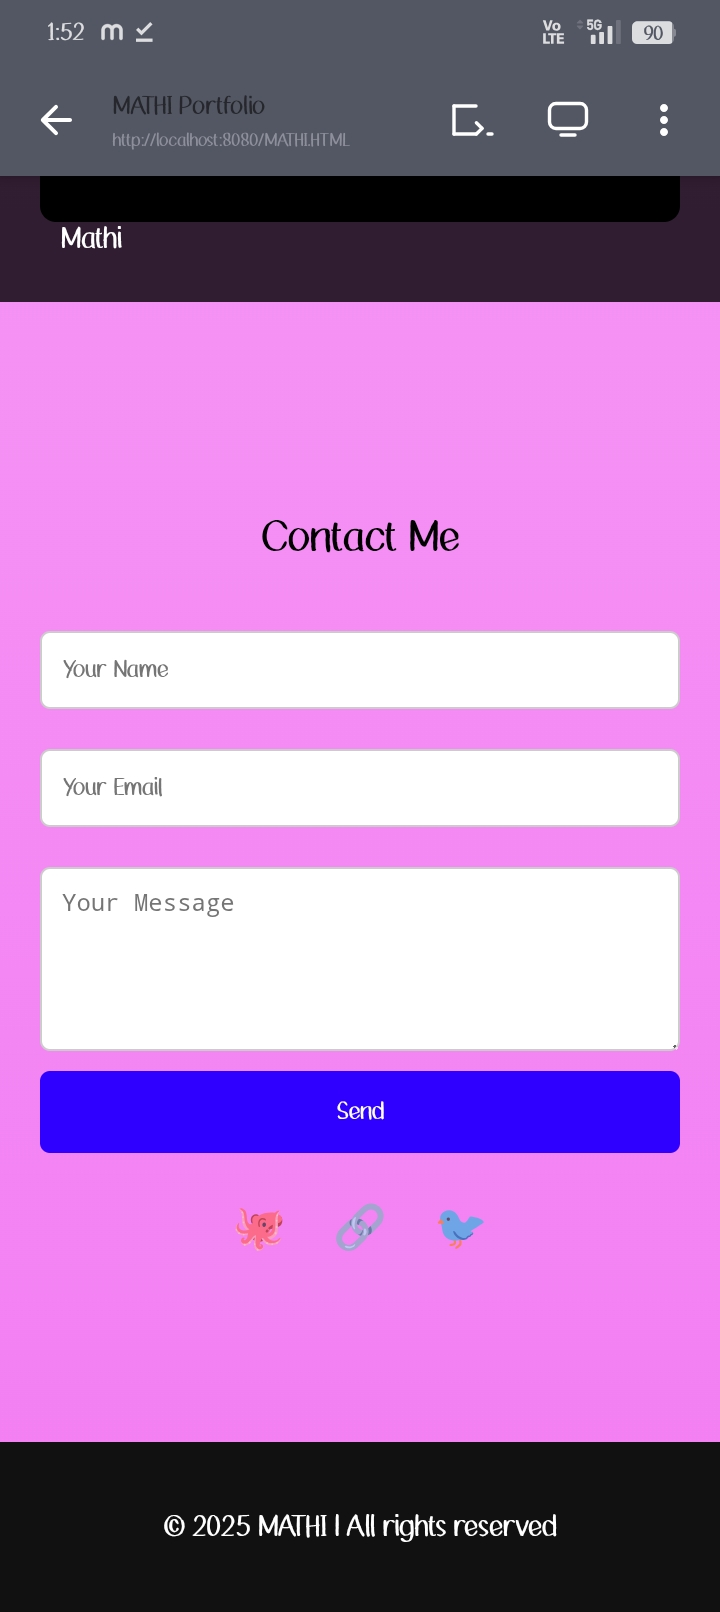 1:52
Vo
LTE
5G
90
MATHI Portfolio
http://localhost:8080/MATHI.HTML
Mathi
Contact Me
Your Name
Your Email
Your Message
Send
© 2025 MATHI | All rights reserved